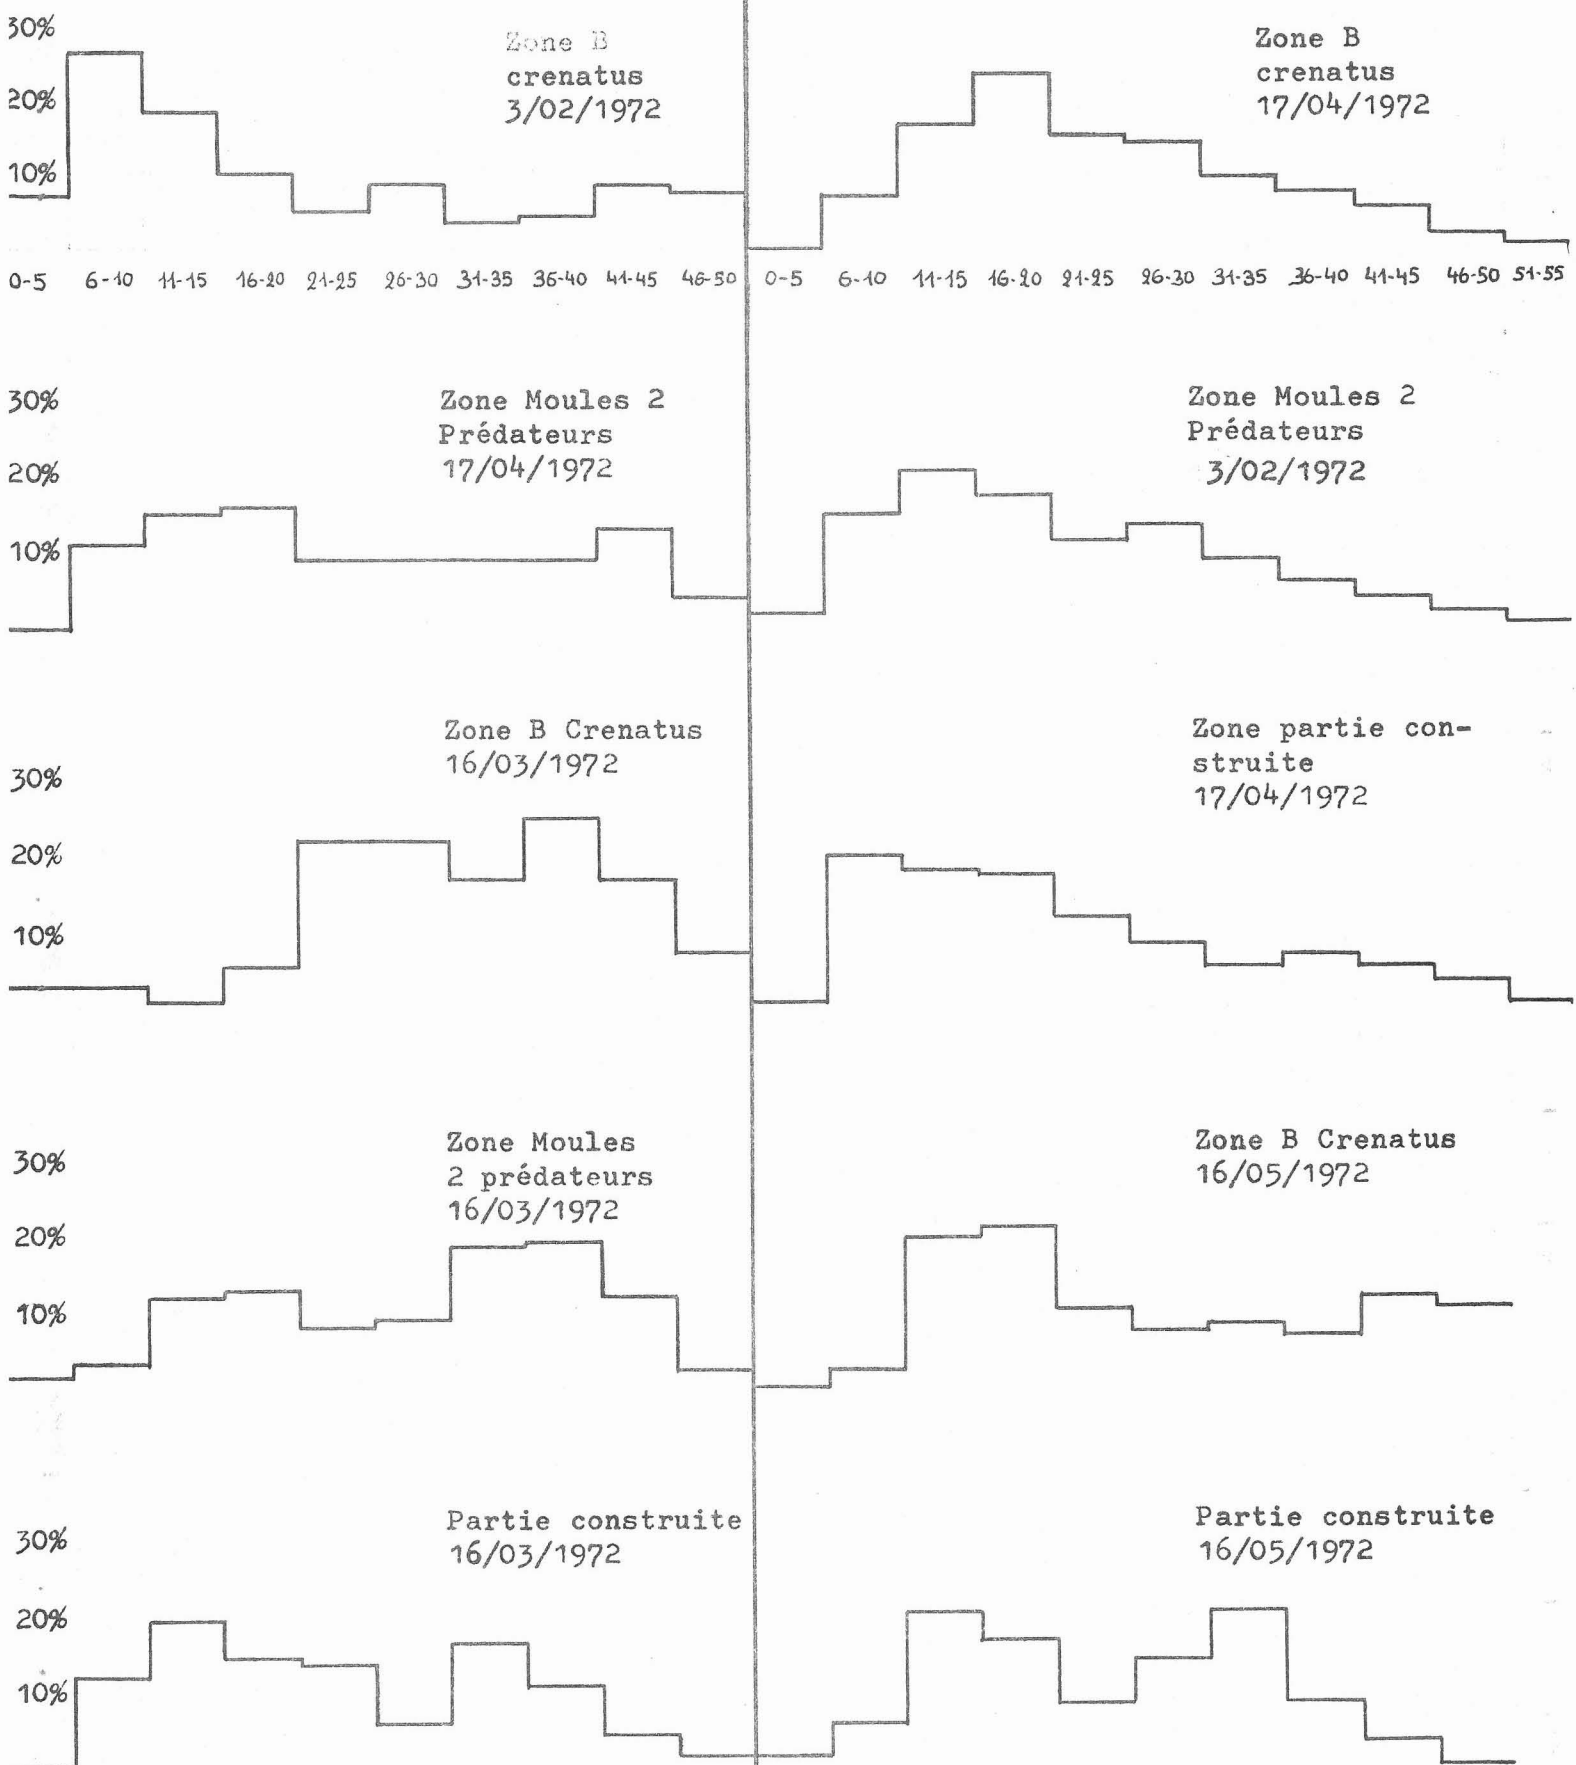 30%
20%
10%
Zone B
crenatus
3/02/1972
Zone B
crenatus
17/04/1972
0-5 6-10 11-15 16-20 21-25 26-30 31-35 36-40 41-45 46-50
0-5 6-10 11-15 16-20 21-25 26-30 31-35 36-40 41-45 46-50 51-55
30%
20%
10%
Zone Moules 2
Prédateurs
17/04/1972
Zone Moules 2
Prédateurs
3/02/1972
30%
20%
10%
Zone B Crenatus
16/03/1972
Zone partie con-
struite
17/04/1972
30%
20%
10%
Zone Moules
2 prédateurs
16/03/1972
Zone B Crenatus
16/05/1972
30%
20%
10%
Partie construite
16/03/1972
Partie construite
16/05/1972